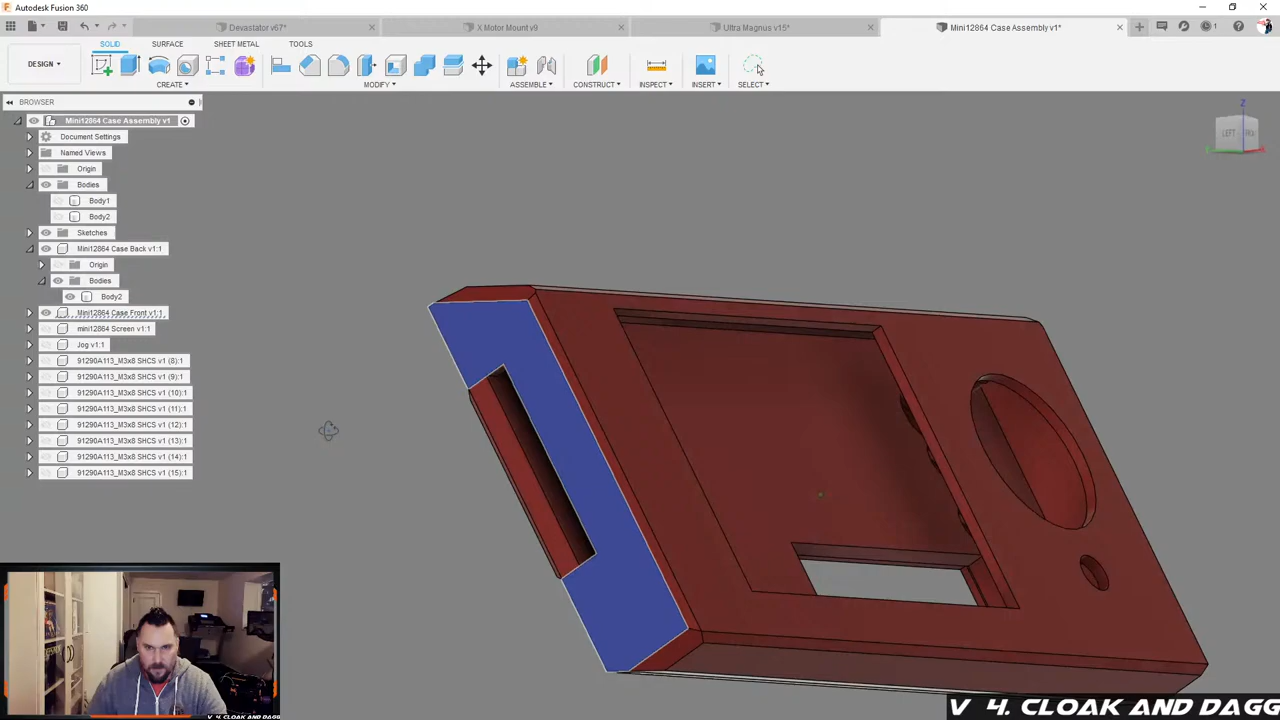 Autodesk Fusion 360
Devastator v67*
X Motor Mount v9
Ultra Magnus v15*
Mini12864 Case Assembly v1*
1
SOLID
SURFACE
SHEET METAL
TOOLS
DESIGN
CREATE
MODIFY
ASSEMBLE
CONSTRUCT
INSPECT
INSERT
SELECT
BROWSER
Mini12864 Case Assembly v1
Document Settings
Named Views
Origin
Bodies
Body1
Body2
Sketches
Mini12864 Case Back v1:1
Origin
Bodies
Body2
Mini12864 Case Front v1:1
mini12864 Screen v1:1
Jog v1:1
91290A113_M3x8 SHCS v1 (8):1
91290A113_M3x8 SHCS v1 (9):1
91290A113_M3x8 SHCS v1 (10):1
91290A113_M3x8 SHCS v1 (11):1
91290A113_M3x8 SHCS v1 (12):1
91290A113_M3x8 SHCS v1 (13):1
91290A113_M3x8 SHCS v1 (14):1
91290A113_M3x8 SHCS v1 (15):1
Z
LEFT
V 4. CLOAK AND DAGG